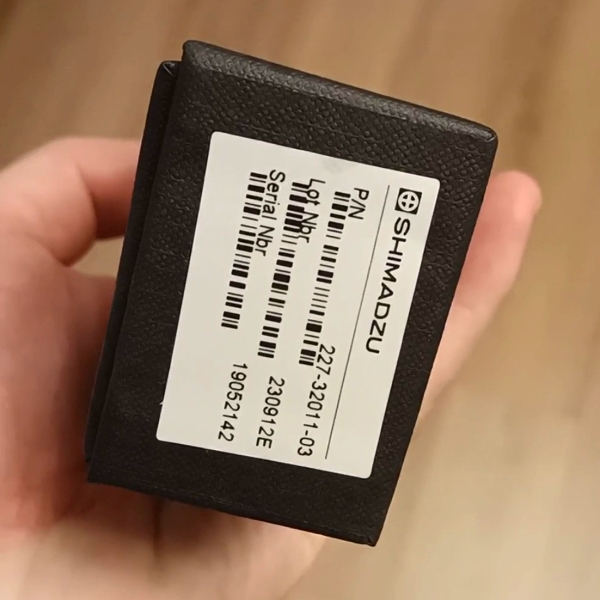 SHIMADZU
P/N 227-32011-03
Lot Nbr 230912E
Serial Nbr 19052142